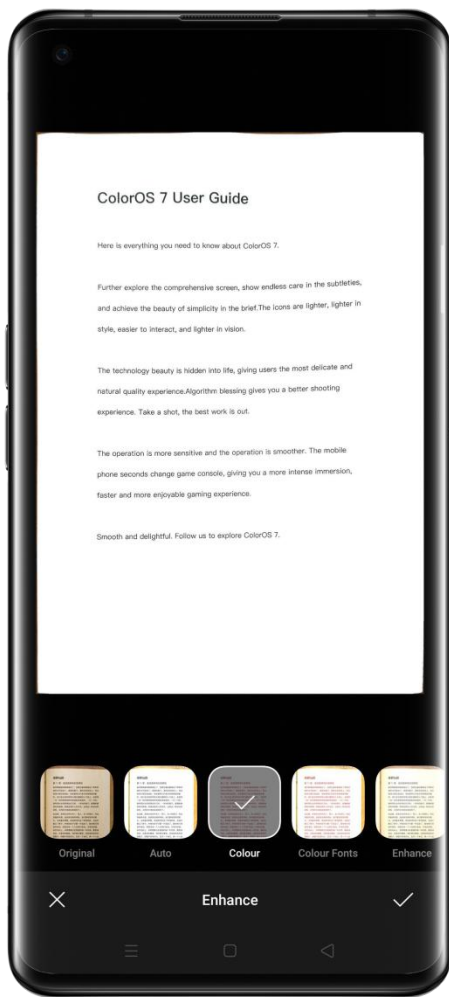 ColorOS 7 User Guide
Here is everything you need to know about ColorOS 7.
Further explore the comprehensive screen, show endless care in the subtleties,
and achieve the beauty of simplicity in the brief.The icons are lighter, lighter in
style, easier to interact, and lighter in vision.
The technology beauty is hidden into life, giving users the most delicate and
natural quality experience.Algorithm blessing gives you a better shooting
experience. Take a shot, the best work is out.
The operation is more sensitive and the operation is smoother. The mobile
phone seconds change game console, giving you a more intense immersion,
faster and more enjoyable gaming experience.
Smooth and delightful. Follow us to explore ColorOS 7.
Original Auto Colour Colour Fonts Enhance
Enhance